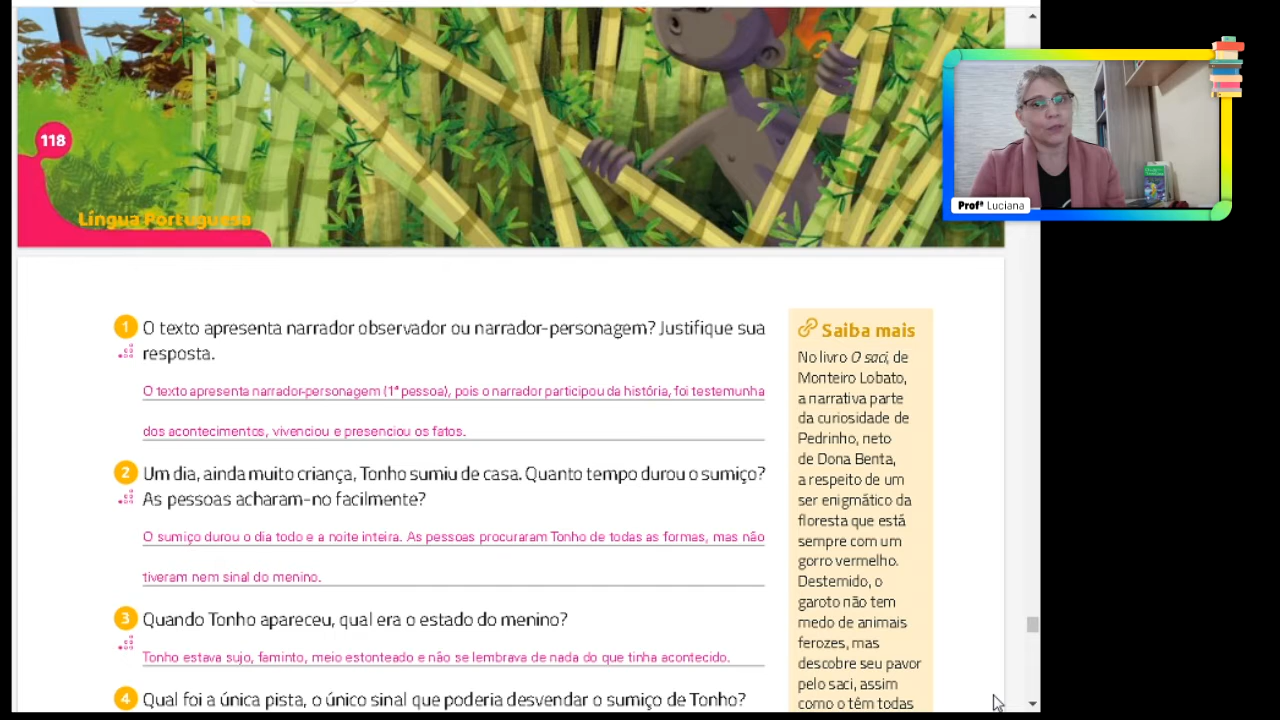 118
Língua Portuguesa
Profª Luciana
1 O texto apresenta narrador observador ou narrador-personagem? Justifique sua
resposta.
O texto apresenta narrador-personagem (1ª pessoa), pois o narrador participou da história, foi testemunha
dos acontecimentos, vivenciou e presenciou os fatos.
2 Um dia, ainda muito criança, Tonho sumiu de casa. Quanto tempo durou o sumiço?
As pessoas acharam-no facilmente?
O sumiço durou o dia todo e a noite inteira. As pessoas procuraram Tonho de todas as formas, mas não
tiveram nem sinal do menino.
3 Quando Tonho apareceu, qual era o estado do menino?
Tonho estava sujo, faminto, meio estonteado e não se lembrava de nada do que tinha acontecido.
4 Qual foi a única pista, o único sinal que poderia desvendar o sumiço de Tonho?
Saiba mais
No livro O saci, de
Monteiro Lobato,
a narrativa parte
da curiosidade de
Pedrinho, neto
de Dona Benta,
a respeito de um
ser enigmático da
floresta que está
sempre com um
gorro vermelho.
Destemido, o
garoto não tem
medo de animais
ferozes, mas
descobre seu pavor
pelo saci, assim
como o têm todas